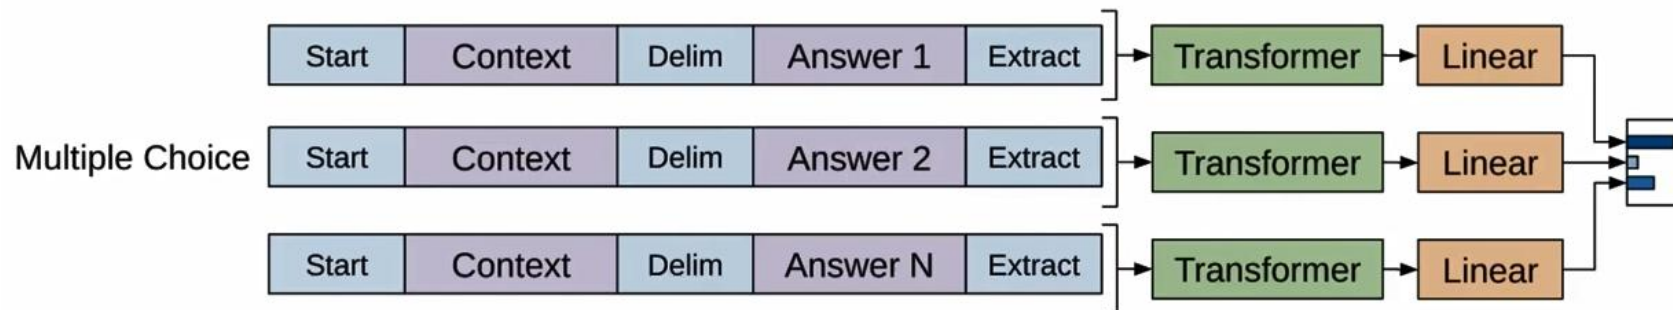 Start Context Delim Answer 1 Extract Transformer Linear
Multiple Choice Start Context Delim Answer 2 Extract Transformer Linear
Start Context Delim Answer N Extract Transformer Linear